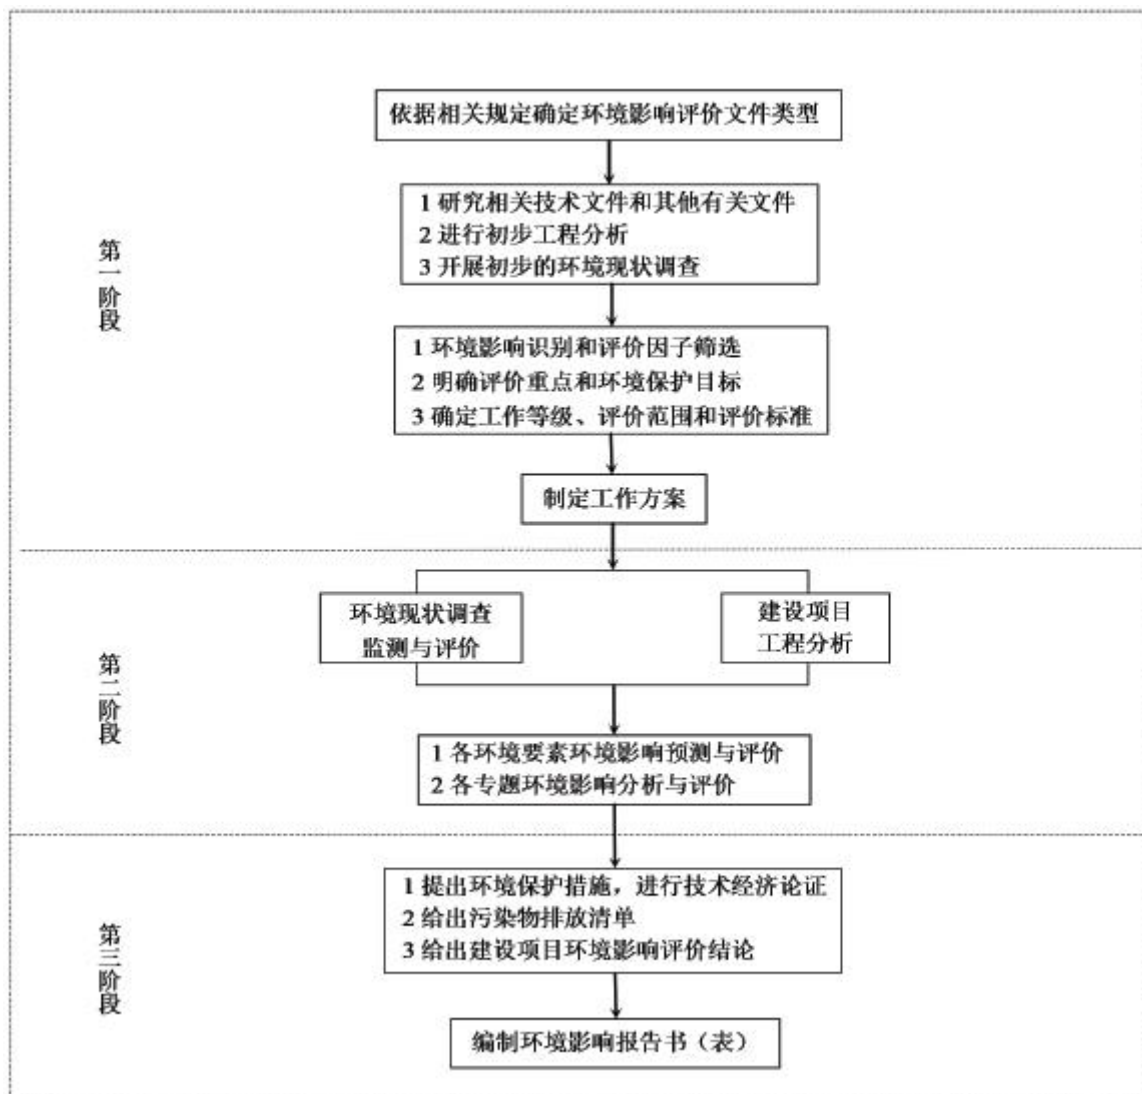 依据相关规定确定环境影响评价文件类型
第一阶段
1 研究相关技术文件和其他有关文件
2 进行初步工程分析
3 开展初步的环境现状调查
1 环境影响识别和评价因子筛选
2 明确评价重点和环境保护目标
3 确定工作等级、评价范围和评价标准
制定工作方案
第二阶段
环境现状调查
监测与评价
建设项目
工程分析
1 各环境要素环境影响预测与评价
2 各专题环境影响分析与评价
第三阶段
1 提出环境保护措施，进行技术经济论证
2 给出污染物排放清单
3 给出建设项目环境影响评价结论
编制环境影响报告书（表）